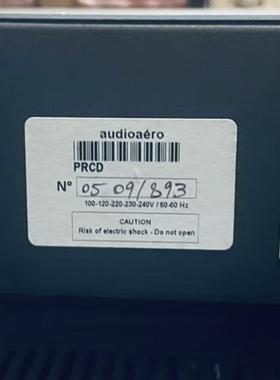 audioaéro
PRCD
N° 05 09/893
100-120-220-230-240V / 50-60 Hz
CAUTION
Risk of electric shock - Do not open